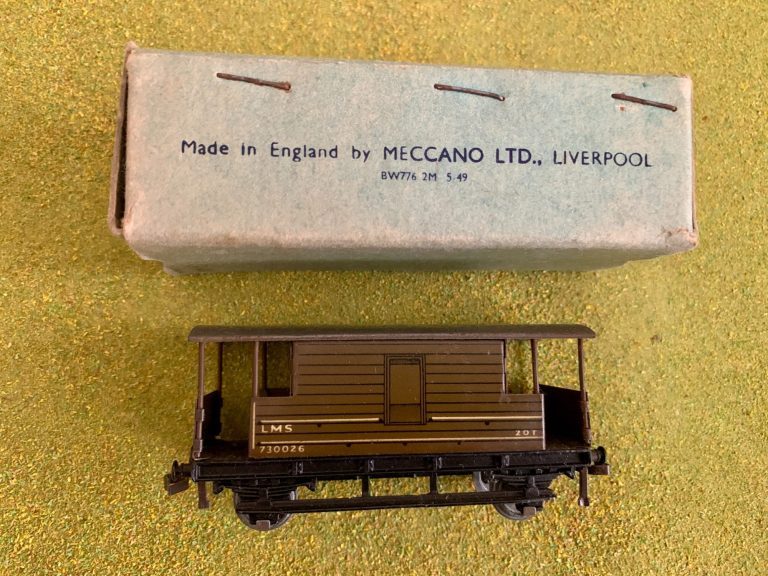 Made in England by MECCANO LTD., LIVERPOOL
BW776 2M 5 49
LMS
20T
730026